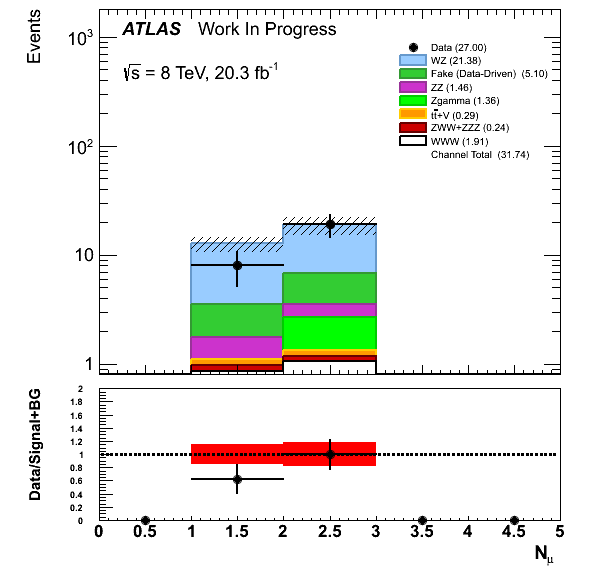 Events
ATLAS Work In Progress
√s = 8 TeV, 20.3 fb⁻¹
Data (27.00)
WZ (21.38)
Fake (Data-Driven) (5.10)
ZZ (1.46)
Zgamma (1.36)
tt̄+V (0.29)
ZWW+ZZZ (0.24)
WWW (1.91)
Channel Total (31.74)
10³
10²
10
1
Data/Signal+BG
2
1.8
1.6
1.4
1.2
1
0.8
0.6
0.4
0.2
0
0 0.5 1 1.5 2 2.5 3 3.5 4 4.5 5
Nμ